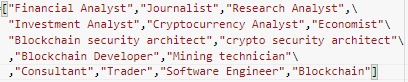 ["Financial Analyst","Journalist","Research Analyst",\
"Investment Analyst","Cryptocurrency Analyst","Economist"\
"Blockchain security architect","crypto security architect"\
,"Blockchain Developer","Mining technician"\
,"Consultant","Trader","Software Engineer","Blockchain"]